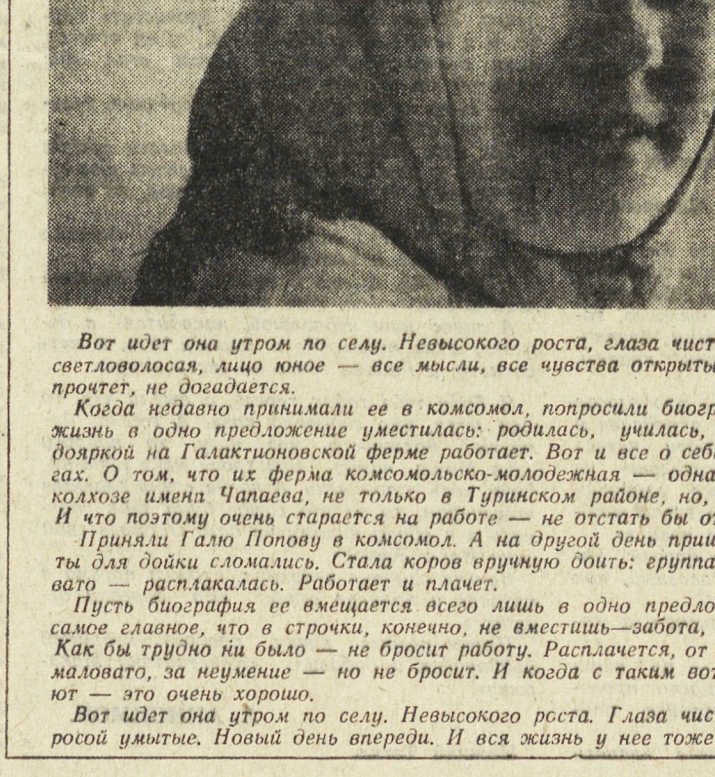 Вот идет она утром по селу. Невысокого роста, глаза чист
светловолосая, лицо юное — все мысли, все чувства открыты
прочтет, не догадается.
Когда недавно принимали ее в комсомол, попросили биогр
жизнь в одно предложение уместилась: родилась, училась,
дояркой на Галактионовской ферме работает. Вот и все о себ
гах. О том, что их ферма комсомольско-молодежная — одна
колхозе имени Чапаева, не только в Туринском районе, но,
И что поэтому очень старается на работе — не отстать бы от
Приняли Галю Попову в комсомол. А на другой день приш
ты для дойки сломались. Стала коров вручную доить: группа
вато — расплакалась. Работает и плачет.
Пусть биография ее вмещается всего лишь в одно предло
самое главное, что в строчки, конечно, не вместишь—забота,
Как бы трудно ни было — не бросит работу. Расплачется, от
маловато, за неумение — но не бросит. И когда с таким вот
ют — это очень хорошо.
Вот идет она утром по селу. Невысокого роста. Глаза чис
росой умытые. Новый день впереди. И вся жизнь у нее тоже